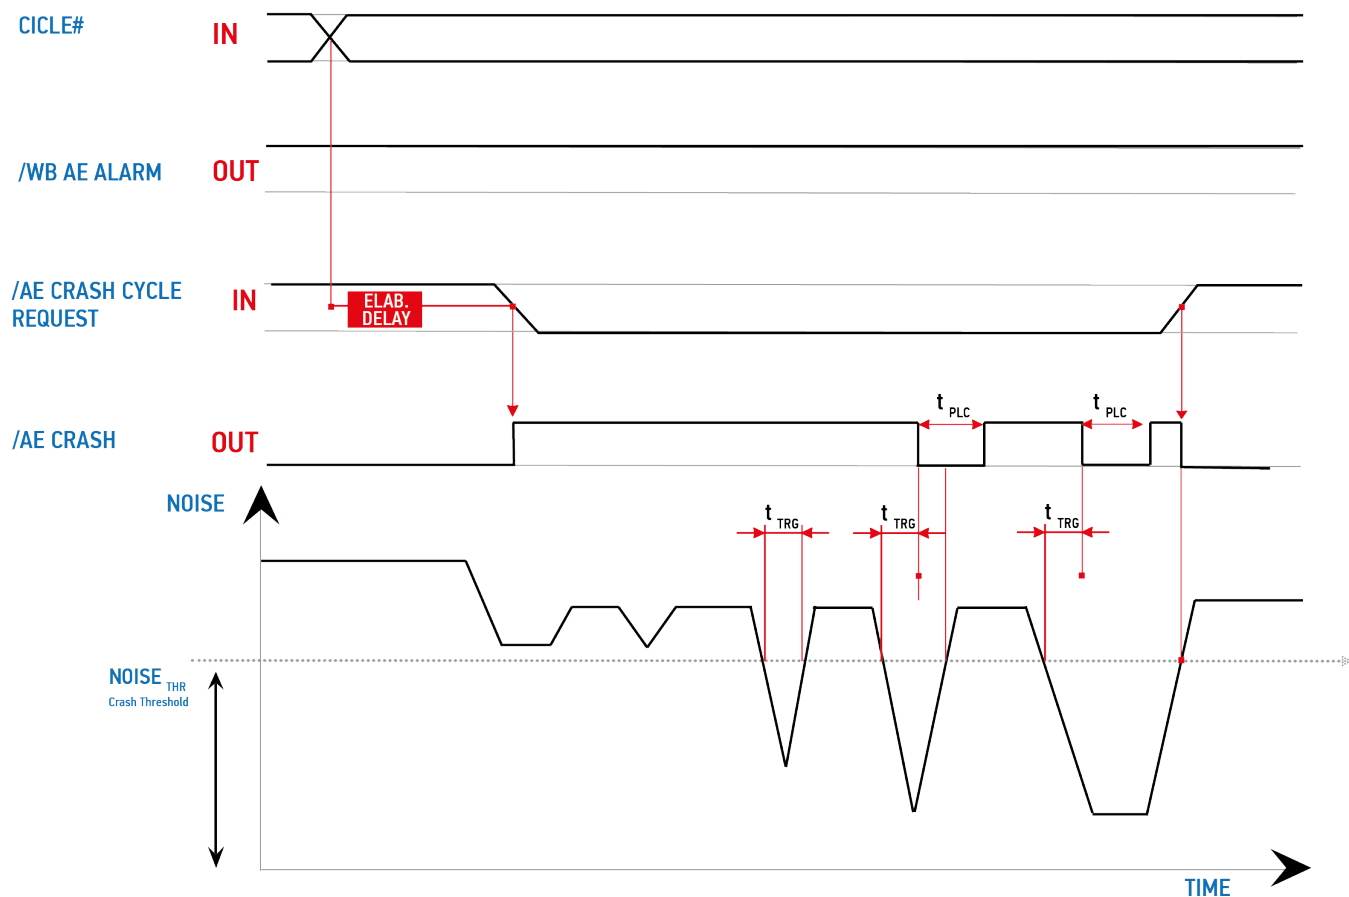 CICLE#
IN
/WB AE ALARM
OUT
/AE CRASH CYCLE
REQUEST
IN
ELAB.
DELAY
/AE CRASH
OUT
t PLC
t PLC
NOISE
t TRG
t TRG
t TRG
NOISE THR
Crash Threshold
TIME